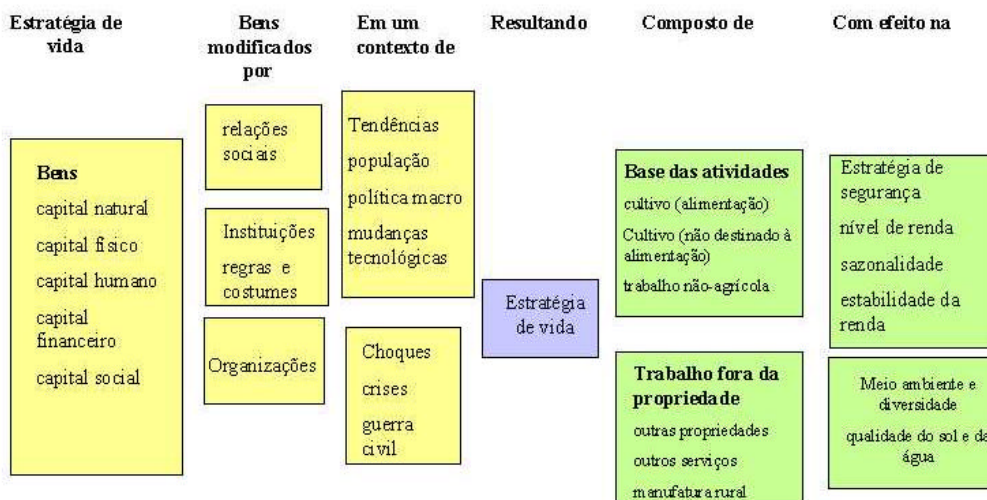 Estratégia de
vida
Bens
modificados
por
Em um
contexto de
Resultando
Composto de
Com efeito na
Bens
capital natural
capital físico
capital humano
capital
financeiro
capital social
relações
sociais
Instituições
regras e
costumes
Organizações
Tendências
população
política macro
mudanças
tecnológicas
Choques
crises
guerra
civil
Estratégia
de vida
Base das atividades
cultivo (alimentação)
Cultivo (não destinado à
alimentação)
trabalho não-agrícola
Trabalho fora da
propriedade
outras propriedades
outros serviços
manufatura rural
Estratégia de
segurança
nível de renda
sazonalidade
estabilidade da
renda
Meio ambiente e
diversidade
qualidade do sol e da
água